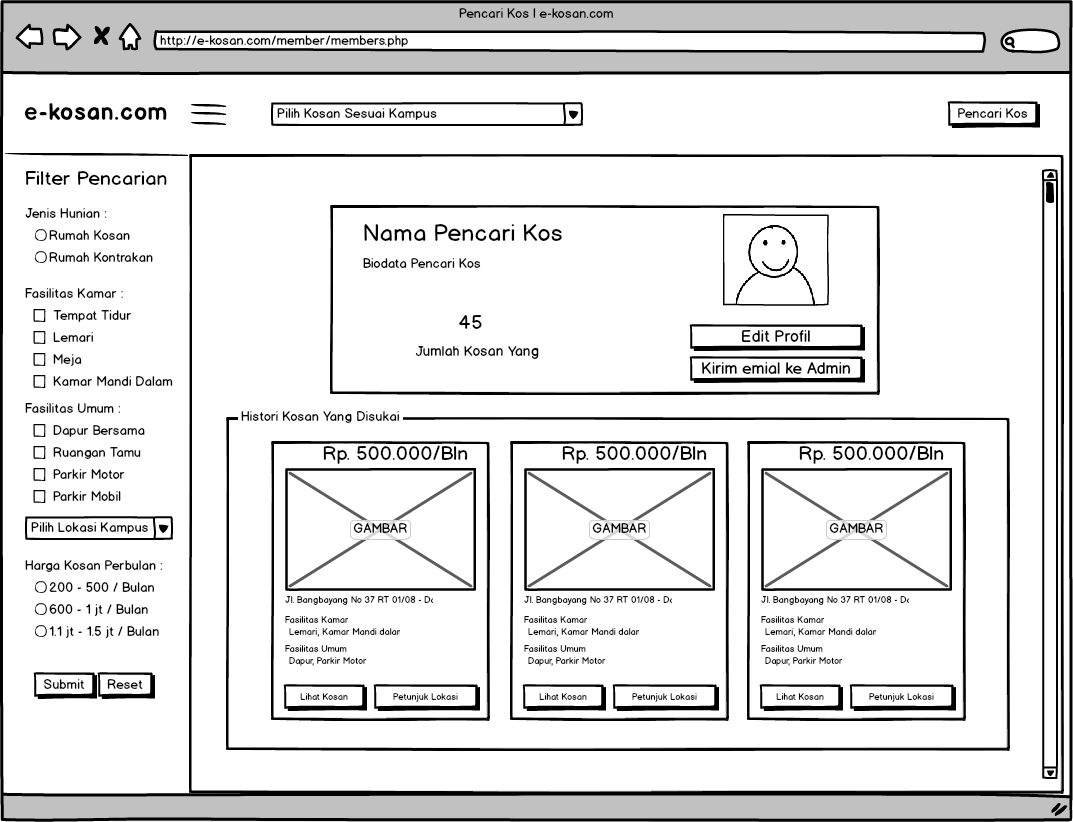 Pencari Kos | e-kosan.com
http://e-kosan.com/member/members.php
e-kosan.com
Pilih Kosan Sesuai Kampus
Pencari Kos
Filter Pencarian
Jenis Hunian :
Rumah Kosan
Rumah Kontrakan
Fasilitas Kamar :
Tempat Tidur
Lemari
Meja
Kamar Mandi Dalam
Fasilitas Umum :
Dapur Bersama
Ruangan Tamu
Parkir Motor
Parkir Mobil
Pilih Lokasi Kampus
Harga Kosan Perbulan :
200 - 500 / Bulan
600 - 1 jt / Bulan
1.1 jt - 1.5 jt / Bulan
Submit
Reset
Nama Pencari Kos
Biodata Pencari Kos
45
Jumlah Kosan Yang
Edit Profil
Kirim emial ke Admin
Histori Kosan Yang Disukai
Rp. 500.000/Bln
GAMBAR
Jl. Bangbayang No 37 RT 01/08 -
Fasilitas Kamar
Lemari, Kamar Mandi dalar
Fasilitas Umum
Dapur, Parkir Motor
Lihat Kosan
Petunjuk Lokasi
Rp. 500.000/Bln
GAMBAR
Jl. Bangbayang No 37 RT 01/08 -
Fasilitas Kamar
Lemari, Kamar Mandi dalar
Fasilitas Umum
Dapur, Parkir Motor
Lihat Kosan
Petunjuk Lokasi
Rp. 500.000/Bln
GAMBAR
Jl. Bangbayang No 37 RT 01/08 -
Fasilitas Kamar
Lemari, Kamar Mandi dalar
Fasilitas Umum
Dapur, Parkir Motor
Lihat Kosan
Petunjuk Lokasi